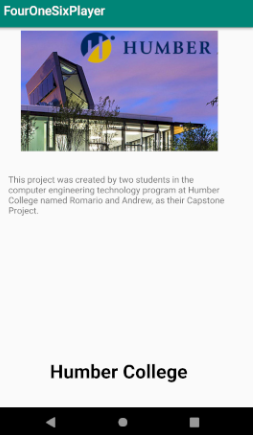 FourOneSixPlayer
HUMBER
This project was created by two students in the
computer engineering technology program at Humber
College named Romario and Andrew, as their Capstone
Project.
Humber College